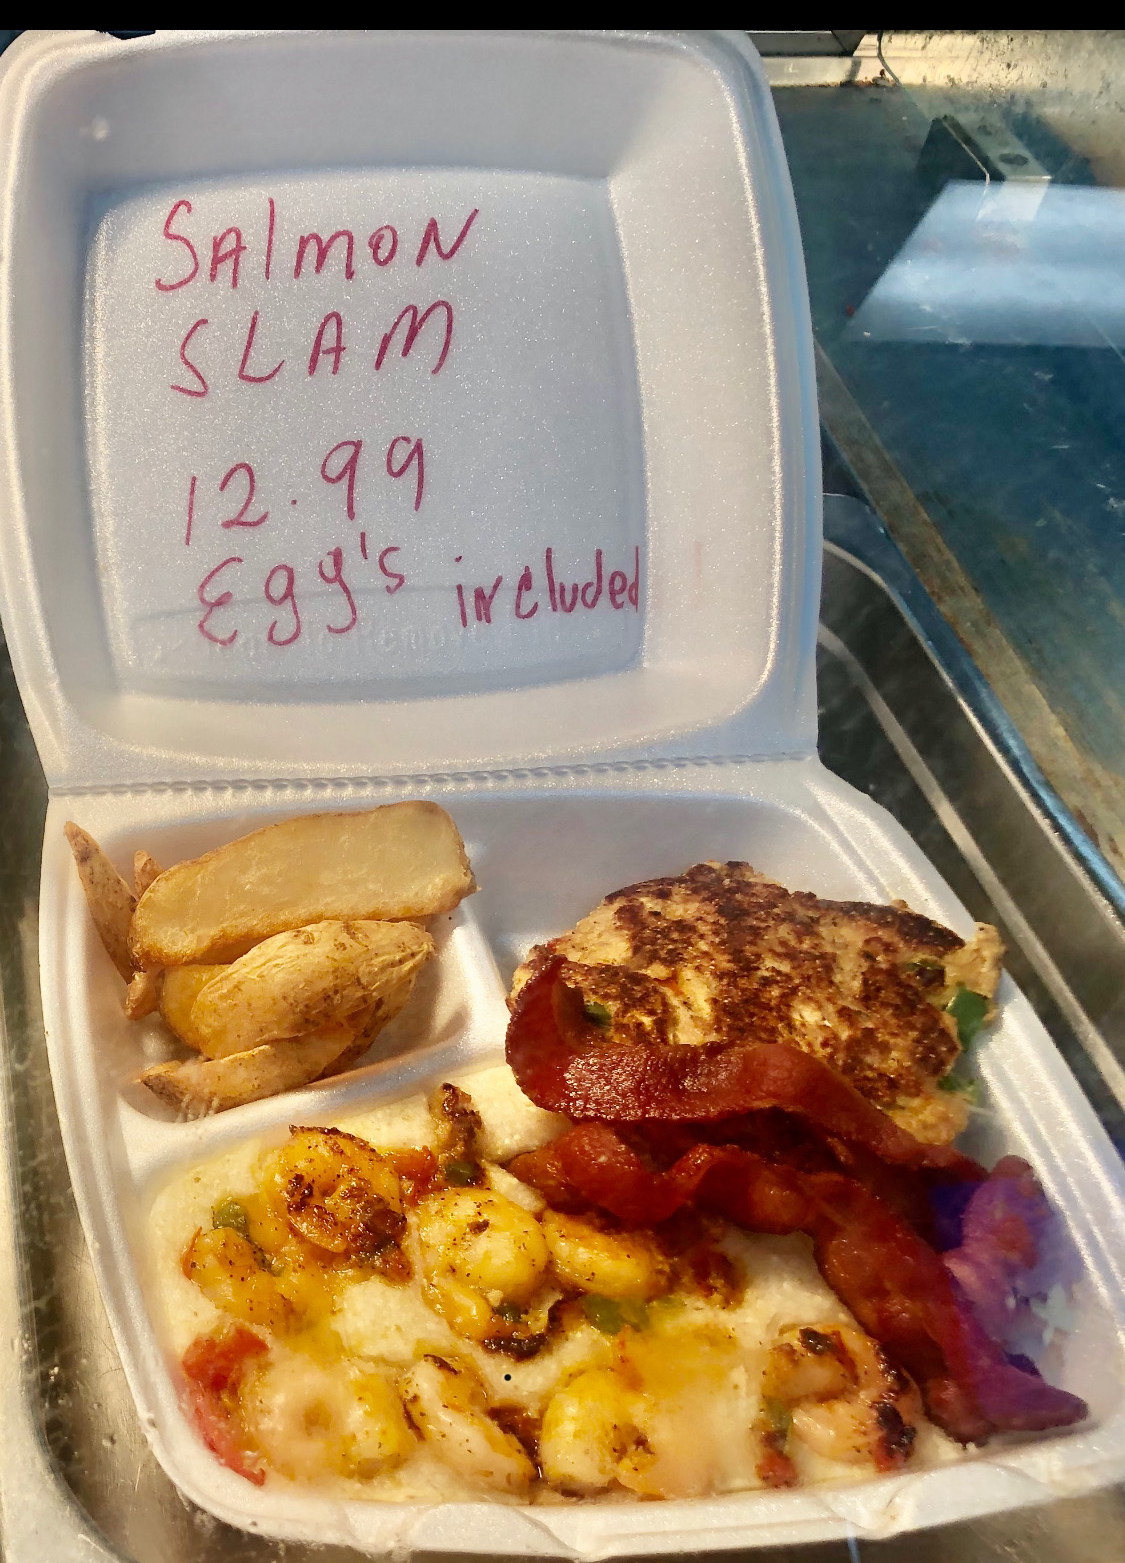 SAlmoN
SLAM
12.99
Egg's included